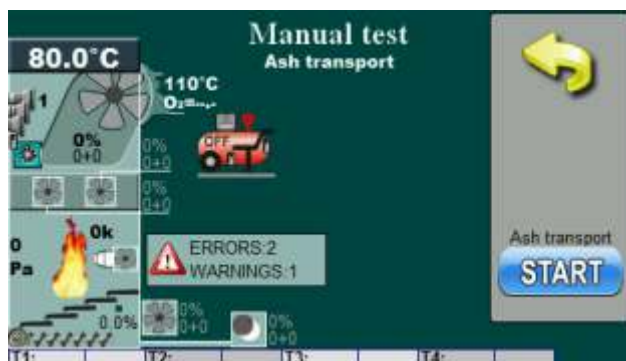 Manual test
Ash transport
80.0°C
110°C
O₂=--,-
1
OFF
0%
0+0
0%
0+0
0%
0+0
0
Pa
0k
ERRORS:2
WARNINGS:1
Ash transport
START
0.0%
0%
0+0
0%
0+0
T1:
T2:
T3:
T4: